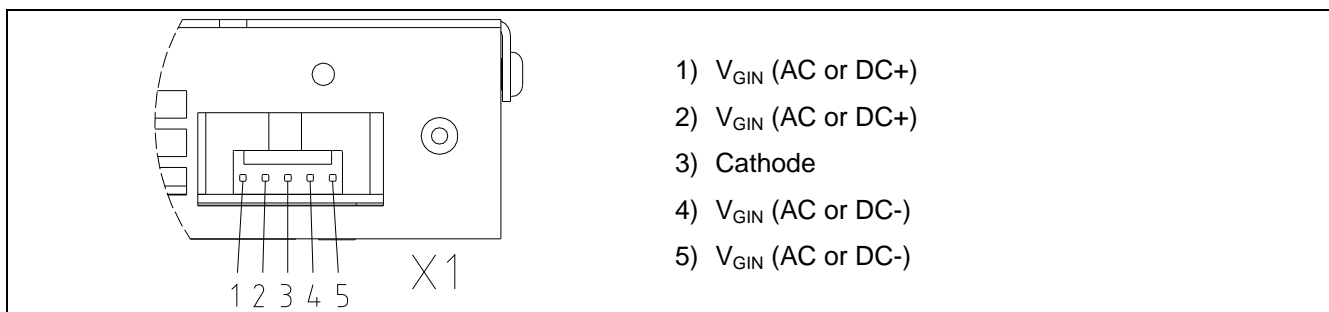 1 2 3 4 5
X1
1) V_GIN (AC or DC+)
2) V_GIN (AC or DC+)
3) Cathode
4) V_GIN (AC or DC-)
5) V_GIN (AC or DC-)